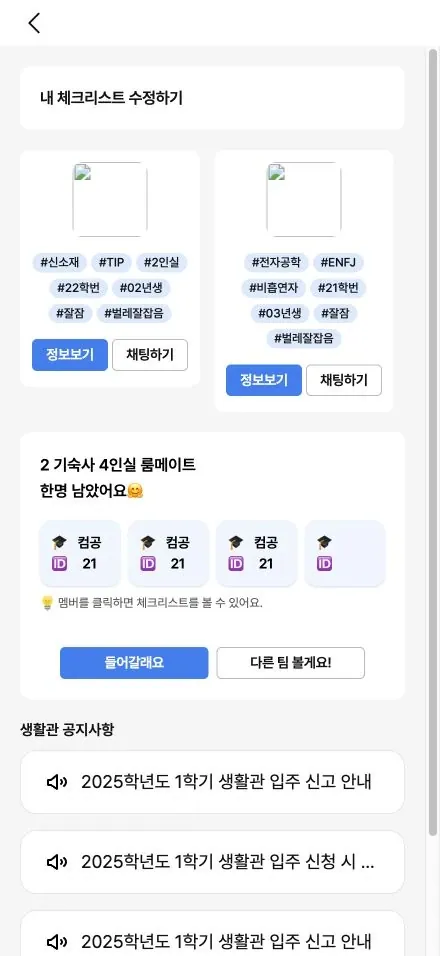 내 체크리스트 수정하기
#신소재 #TIP #2인실
#22학번 #02년생
#잘잠 #벌레잘잡음
정보보기 채팅하기
#전자공학 #ENFJ
#비흡연자 #21학번
#03년생 #잘잠
#벌레잘잡음
정보보기 채팅하기
2 기숙사 4인실 룸메이트
한명 남았어요🤗
🎓 컴공
🆔 21
🎓 컴공
🆔 21
🎓 컴공
🆔 21
🎓
🆔
💡 멤버를 클릭하면 체크리스트를 볼 수 있어요.
들어갈래요 다른 팀 볼게요!
생활관 공지사항
2025학년도 1학기 생활관 입주 신고 안내
2025학년도 1학기 생활관 입주 신청 시 ...
2025학년도 1학기 생활관 입주 신고 안내